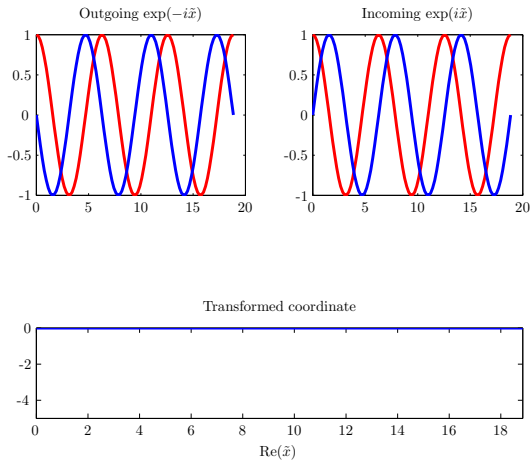 Outgoing exp(−ix̃)
1
0.5
0
-0.5
-1
0 5 10 15 20
Incoming exp(ix̃)
1
0.5
0
-0.5
-1
0 5 10 15 20
Transformed coordinate
0
-2
-4
0 2 4 6 8 10 12 14 16 18
Re(x̃)